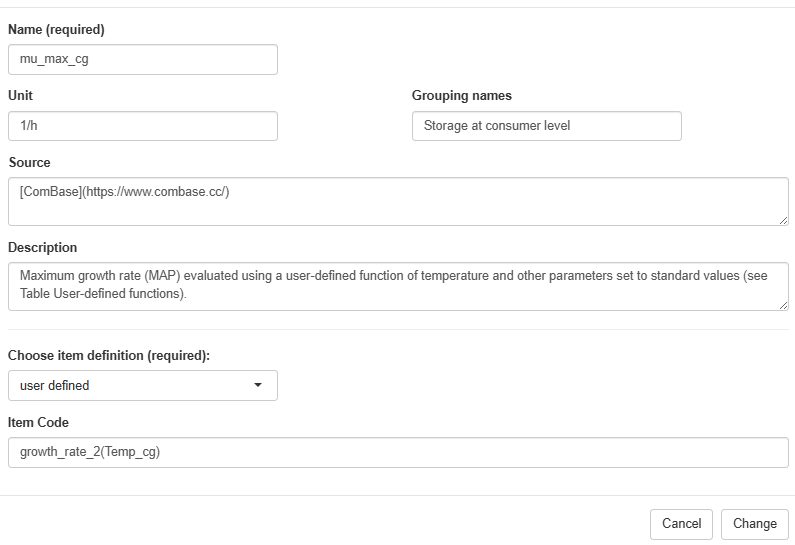 Name (required)
mu_max_cg
Unit
Grouping names
1/h
Storage at consumer level
Source
[ComBase](https://www.combase.cc/)
Description
Maximum growth rate (MAP) evaluated using a user-defined function of temperature and other parameters set to standard values (see
Table User-defined functions).
Choose item definition (required):
user defined
Item Code
growth_rate_2(Temp_cg)
Cancel
Change